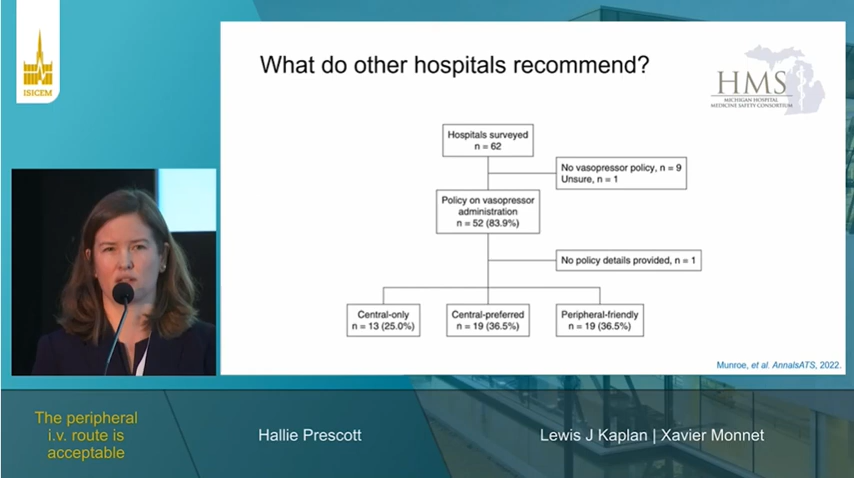 ISICEM
What do other hospitals recommend?
HMS
MICHIGAN HOSPITAL
MEDICINE SAFETY CONSORTIUM
Hospitals surveyed
n = 62
No vasopressor policy, n = 9
Unsure, n = 1
Policy on vasopressor
administration
n = 52 (83.9%)
No policy details provided, n = 1
Central-only
n = 13 (25.0%)
Central-preferred
n = 19 (36.5%)
Peripheral-friendly
n = 19 (36.5%)
Munroe, et al. AnnalsATS, 2022.
The peripheral
i.v. route is
acceptable
Hallie Prescott
Lewis J Kaplan | Xavier Monnet